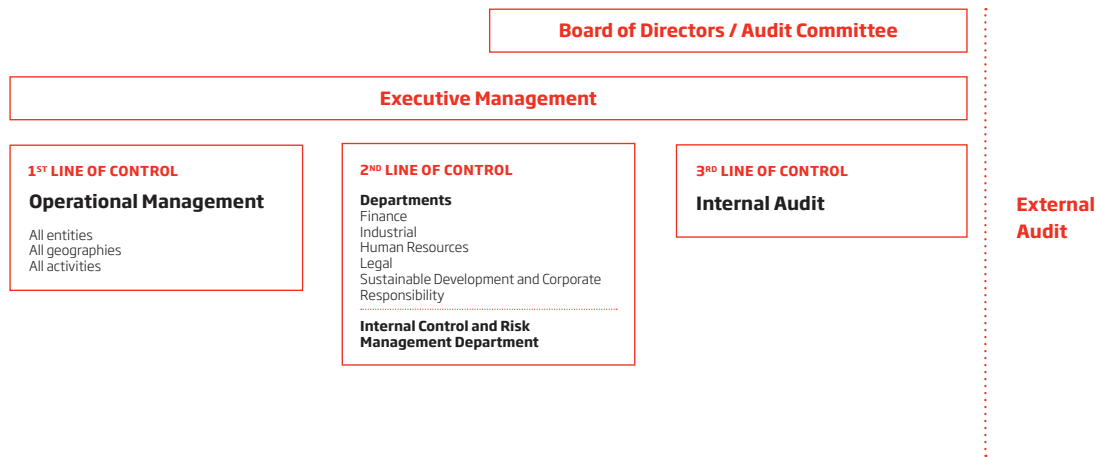 Board of Directors / Audit Committee
Executive Management
1ST LINE OF CONTROL
Operational Management
All entities
All geographies
All activities
2ND LINE OF CONTROL
Departments
Finance
Industrial
Human Resources
Legal
Sustainable Development and Corporate
Responsibility
Internal Control and Risk
Management Department
3RD LINE OF CONTROL
Internal Audit
External
Audit